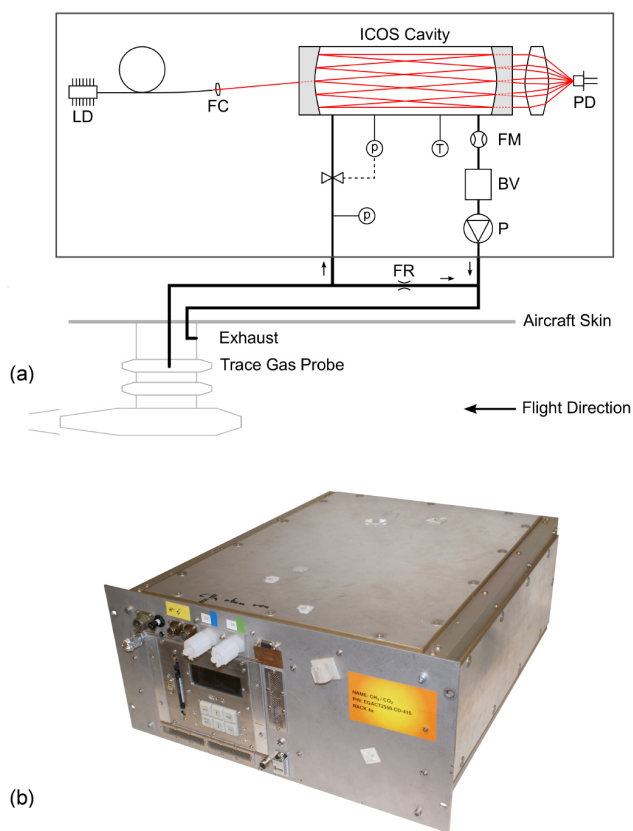 ICOS Cavity
LD
FC
PD
p
T
FM
BV
p
P
FR
Aircraft Skin
Exhaust
Trace Gas Probe
(a)
Flight Direction
NAME: CH₄ / CO₂
RACK 4a
(b)